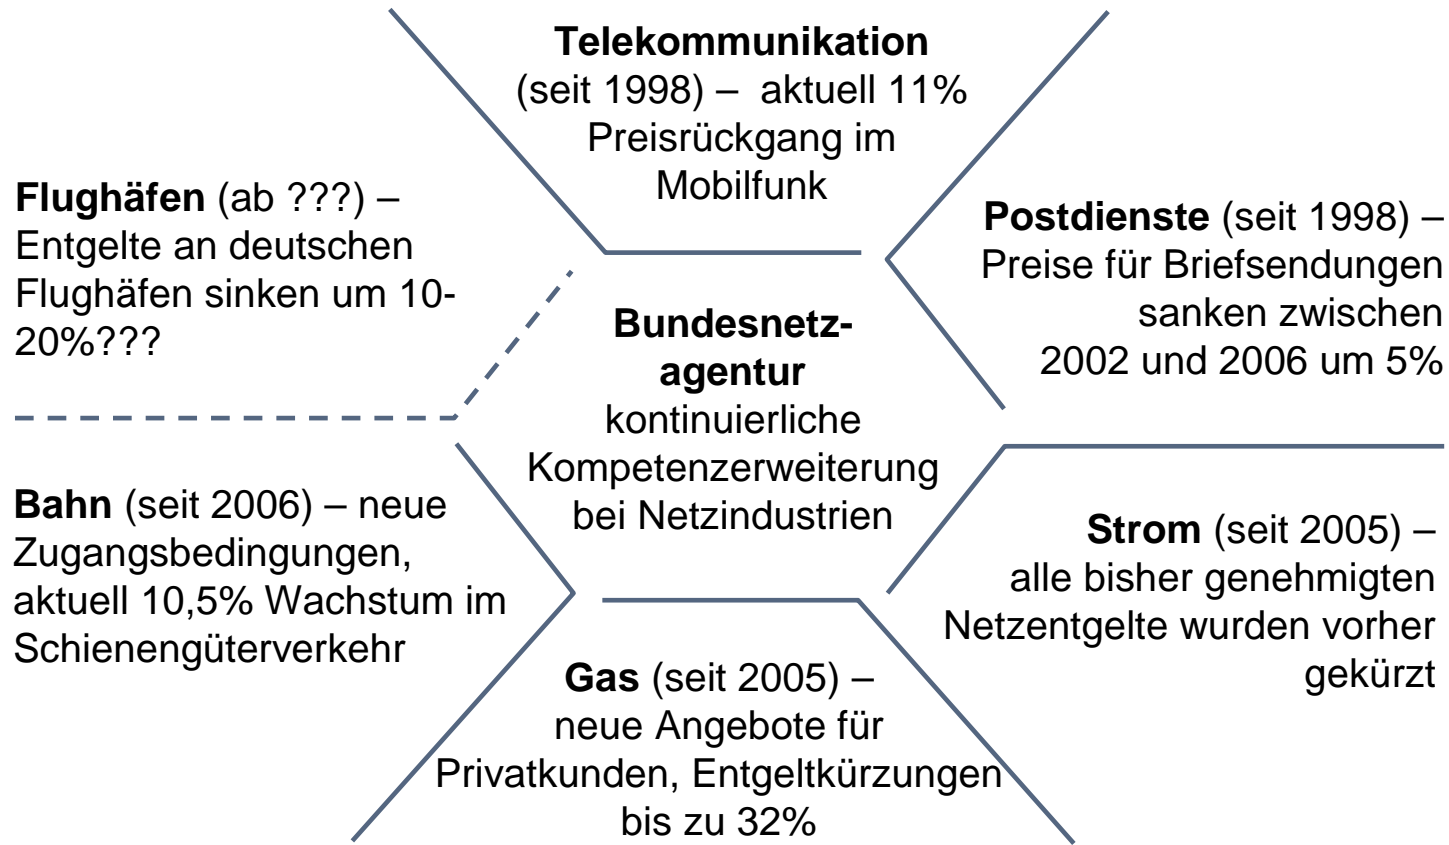 Telekommunikation
(seit 1998) – aktuell 11%
Preisrückgang im
Mobilfunk
Flughäfen (ab ???) –
Entgelte an deutschen
Flughäfen sinken um 10-
20%???
Postdienste (seit 1998) –
Preise für Briefsendungen
sanken zwischen
2002 und 2006 um 5%
Bundesnetz-
agentur
kontinuierliche
Kompetenzerweiterung
bei Netzindustrien
Bahn (seit 2006) – neue
Zugangsbedingungen,
aktuell 10,5% Wachstum im
Schienengüterverkehr
Strom (seit 2005) –
alle bisher genehmigten
Netzentgelte wurden vorher
gekürzt
Gas (seit 2005) –
neue Angebote für
Privatkunden, Entgeltkürzungen
bis zu 32%